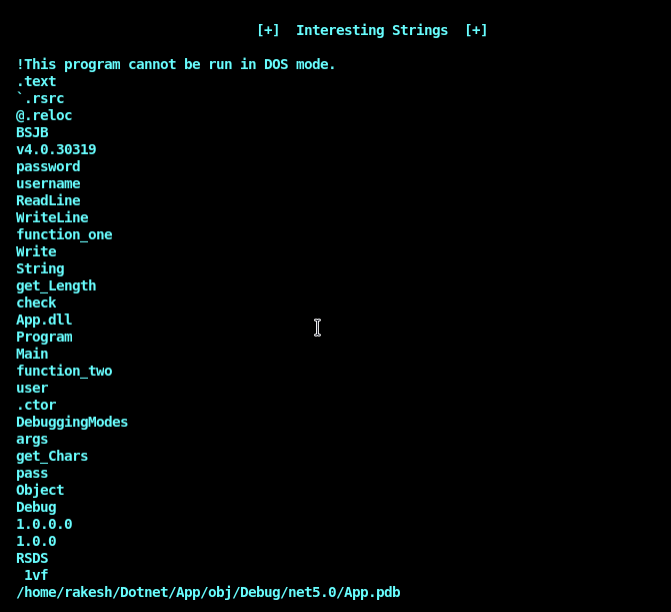 [+]  Interesting Strings  [+]
!This program cannot be run in DOS mode.
.text
`.rsrc
@.reloc
BSJB
v4.0.30319
password
username
ReadLine
WriteLine
function_one
Write
String
get_Length
check
App.dll
Program
Main
function_two
user
.ctor
DebuggingModes
args
get_Chars
pass
Object
Debug
1.0.0.0
1.0.0
RSDS
1vf
/home/rakesh/Dotnet/App/obj/Debug/net5.0/App.pdb